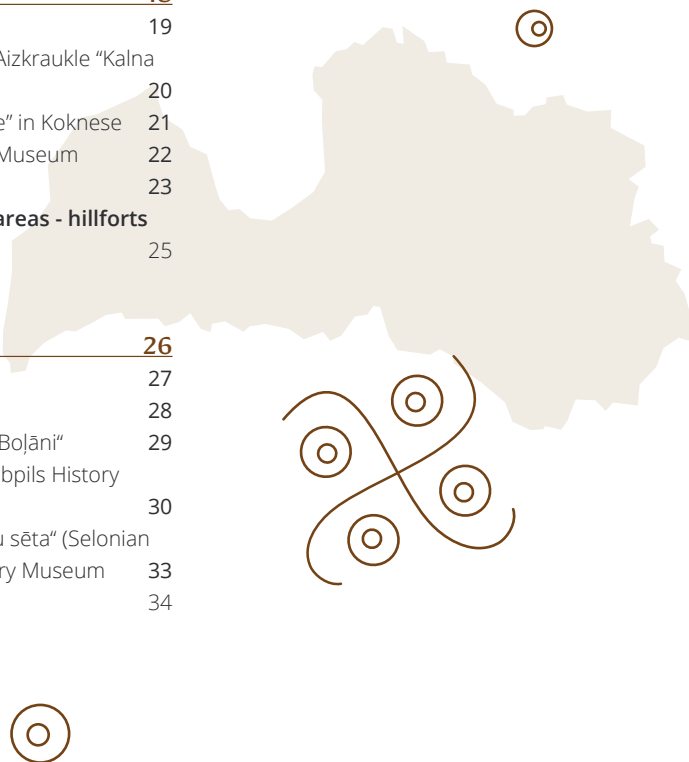 19
Aizkraukle “Kalna
20
e” in Koknese 21
Museum 22
23
areas - hillforts
25
26
27
28
Boļāni“ 29
bpils History
30
u sēta“ (Selonian
ry Museum 33
34